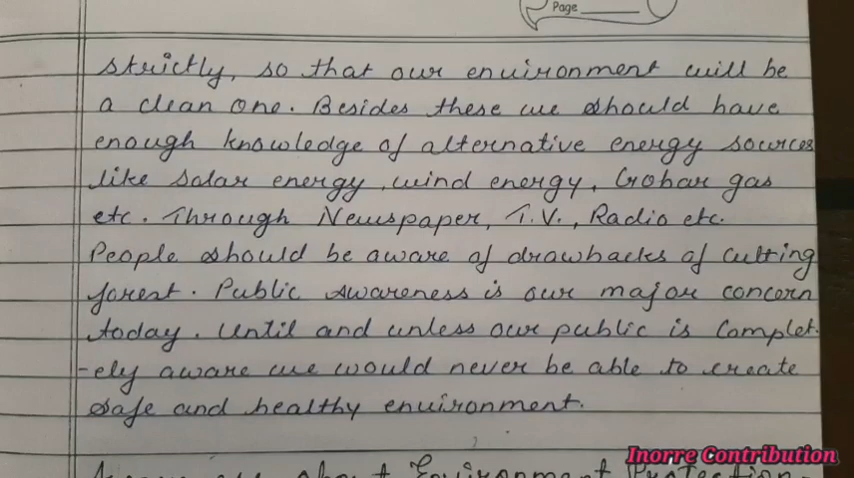 Page
strictly, so that our environment will be
a clean one. Besides these we should have
enough knowledge of alternative energy sources
like solar energy, wind energy, Gobar gas
etc. Through Newspaper, T.V., Radio etc.
People should be aware of drawbacks of cutting
forest. Public awareness is our major concern
today. Until and unless our public is complet-
-ely aware we would never be able to create
safe and healthy environment.
about Environment Protection
Inorre Contribution